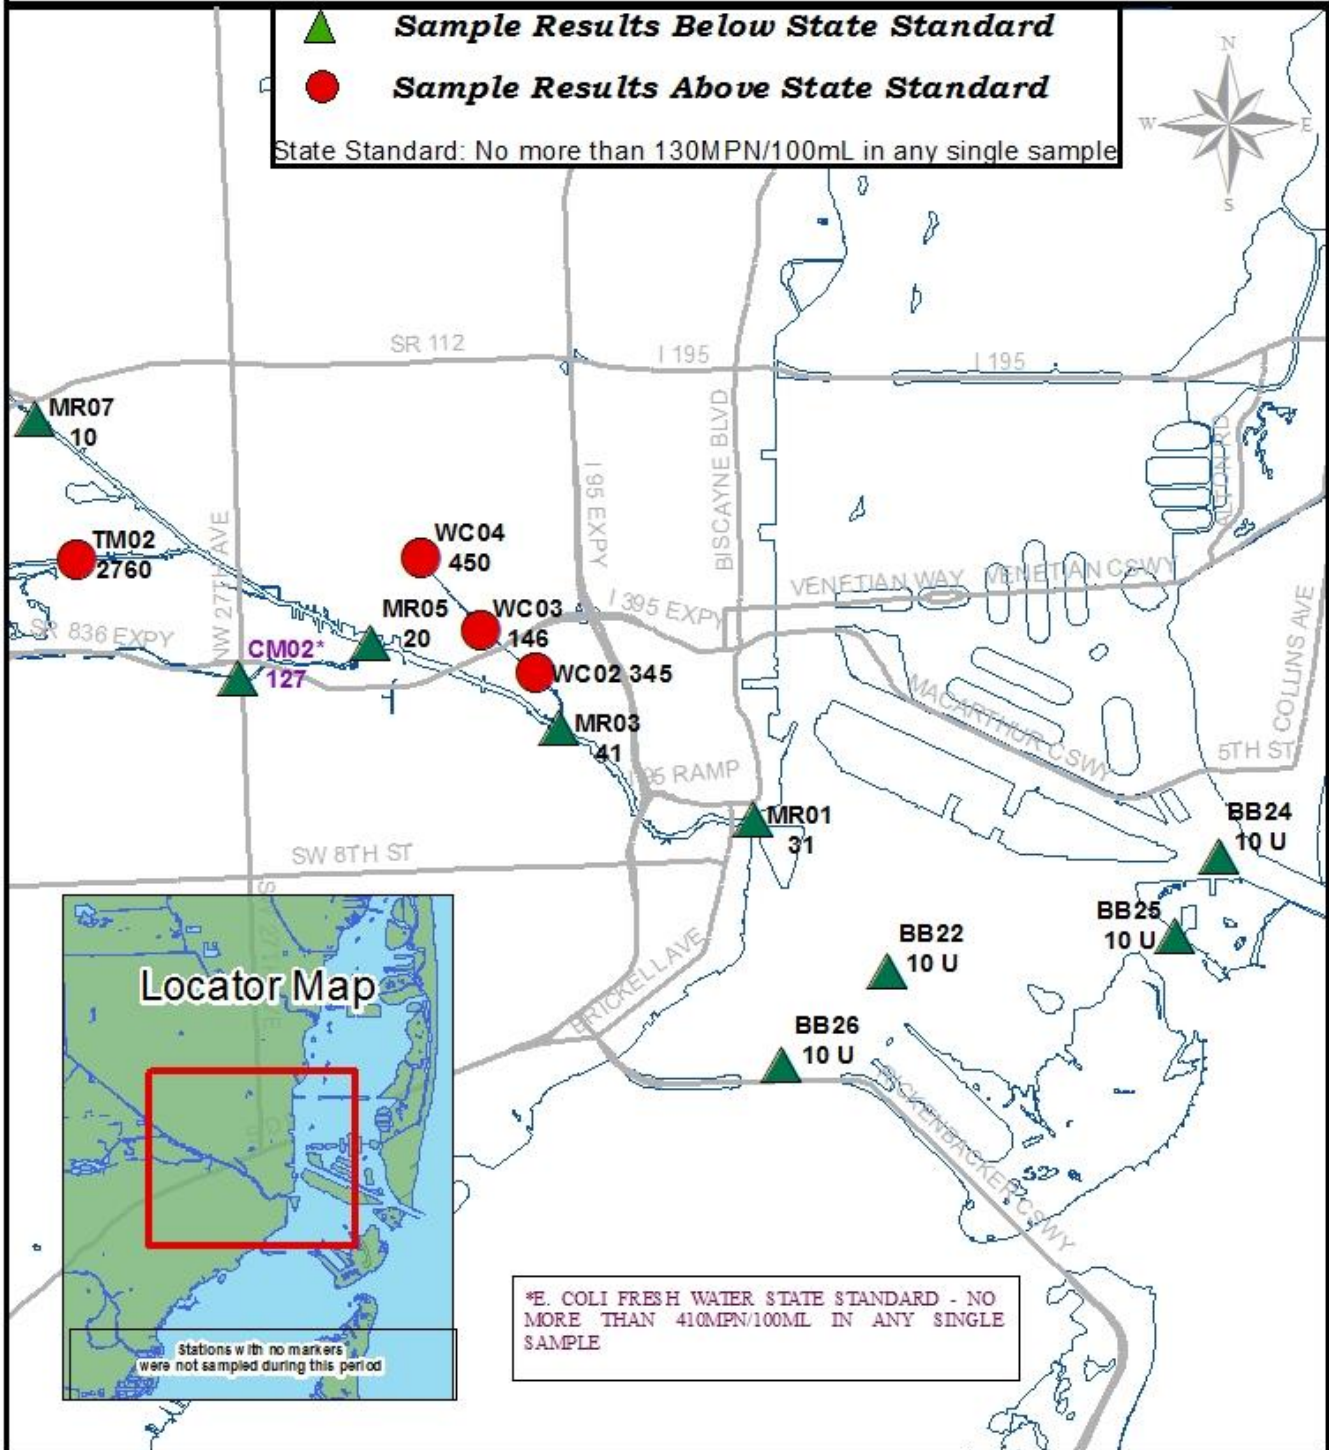 Sample Results Below State Standard
Sample Results Above State Standard
State Standard: No more than 130MPN/100mL in any single sample
N
W
E
S
SR 112
I 195
I 195
MR07
10
BISCAYNE BLVD
ALTON RD
I 95 EXPY
NW 27TH AVE
TM02
2760
WC04
450
VENETIAN WAY
VENETIAN CSWY
MR05
20
WC03
146
I 395 EXPY
SR 836 EXPY
CM02*
127
WC02 345
COLLINS AVE
MACARTHUR CSWY
MR03
41
5TH ST
I 95 RAMP
MR01
31
BB24
10 U
SW 8TH ST
BB25
10 U
BB22
10 U
BRICKELL AVE
BB26
10 U
RICKENBACKER CSWY
Locator Map
Stations with no markers
were not sampled during this period
*E. COLI FRESH WATER STATE STANDARD - NO
MORE THAN 410MPN/100ML IN ANY SINGLE
SAMPLE